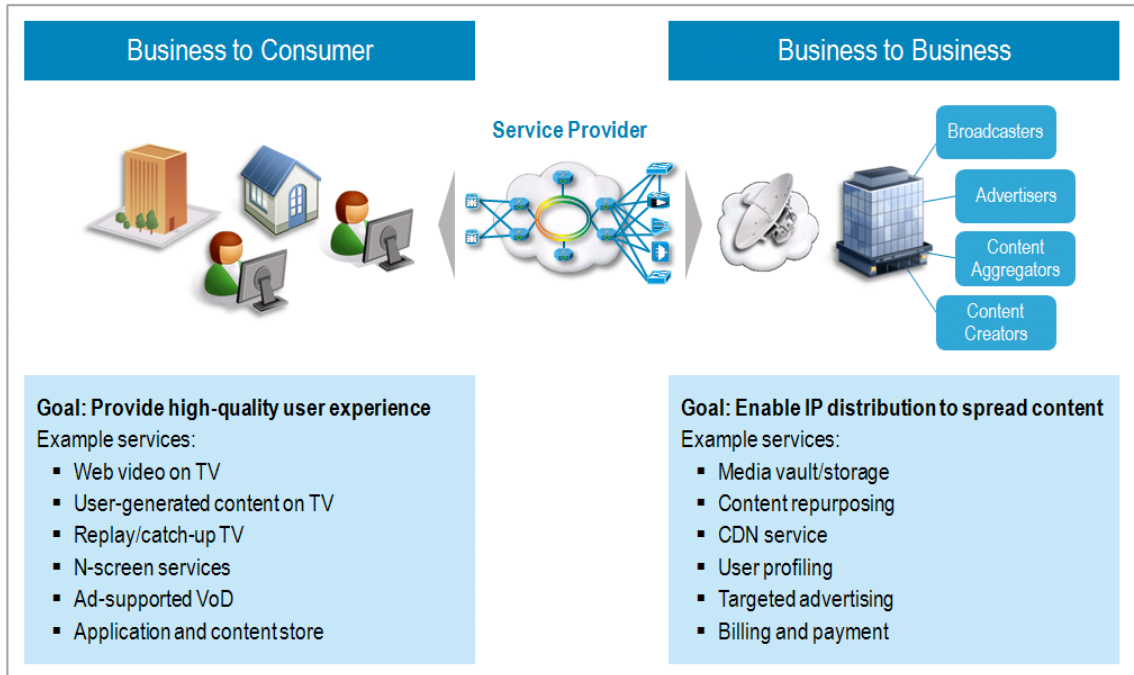 Business to Consumer
Business to Business
Service Provider
Broadcasters
Advertisers
Content
Aggregators
Content
Creators
Goal: Provide high-quality user experience
Example services:
▪ Web video on TV
▪ User-generated content on TV
▪ Replay/catch-up TV
▪ N-screen services
▪ Ad-supported VoD
▪ Application and content store
Goal: Enable IP distribution to spread content
Example services:
▪ Media vault/storage
▪ Content repurposing
▪ CDN service
▪ User profiling
▪ Targeted advertising
▪ Billing and payment